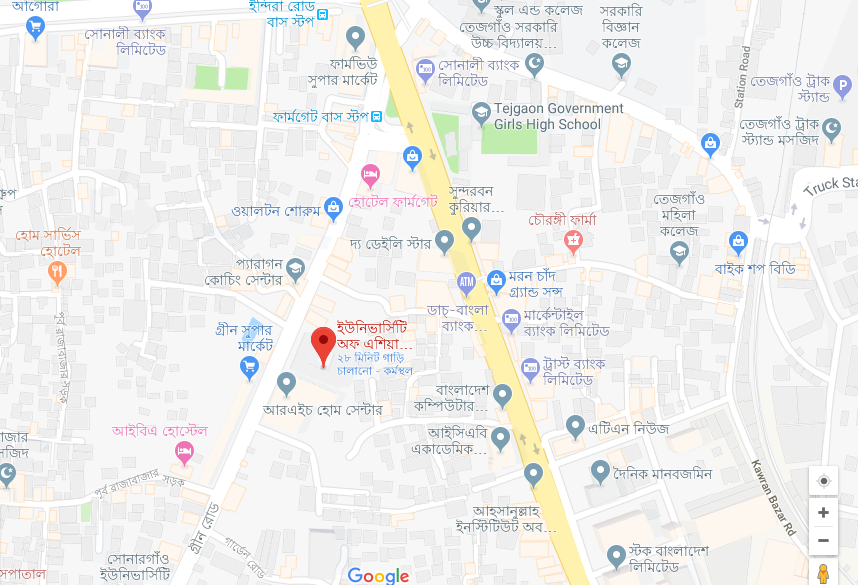 আগোরা
সোনালী ব্যাংক
লিমিটেড
ইন্দিরা রোড
বাস স্টপ
ফার্মভিউ
সুপার মার্কেট
স্কুল এন্ড কলেজ
তেজগাঁও সরকারি
উচ্চ বিদ্যালয়...
সরকারি
বিজ্ঞান
কলেজ
সোনালী ব্যাংক
লিমিটেড
Station Road
তেজগাঁও ট্রাক
স্ট্যান্ড
ফার্মগেট বাস স্টপ
Tejgaon Government
Girls High School
তেজগাঁও ট্রাক
স্ট্যান্ড মসজিদ
Truck Sta
হোটেল ফার্মগেট
সুন্দরবন
কুরিয়ার...
ওয়ালটন শোরুম
তেজগাঁও
মহিলা
কলেজ
চৌরঙ্গী ফার্মা
হোম সার্ভিস
হোটেল
দ্য ডেইলি স্টার
বাইক শপ বিডি
প্যারাগন
কোচিং সেন্টার
ATM
মরন চাঁদ
গ্র্যান্ড সন্স
ডাচ্-বাংলা
ব্যাংক...
মার্কেন্টাইল
ব্যাংক লিমিটেড
পূর্ব রাজাবাজার সড়ক
গ্রীন সুপার
মার্কেট
ইউনিভার্সিটি
অফ এশিয়া...
২৮ মিনিট গাড়ি
চালানো - কর্মস্থল
ট্রাস্ট ব্যাংক
লিমিটেড
আরএইচ হোম সেন্টার
বাংলাদেশ
কম্পিউটার...
আইবিএ হোস্টেল
আইসিএবি
একাডেমিক...
এটিএন নিউজ
জার
সজিদ
পূর্ব রাজাবাজার সড়ক
দৈনিক মানবজমিন
Kawran Bazar Rd
গ্রীন রোড
আহসানুল্লাহ
ইনস্টিটিউট অব...
গার্ডেন রোড
সোনারগাঁও
ইউনিভার্সিটি
স্টক বাংলাদেশ
লিমিটেড
সপাতাল
Google